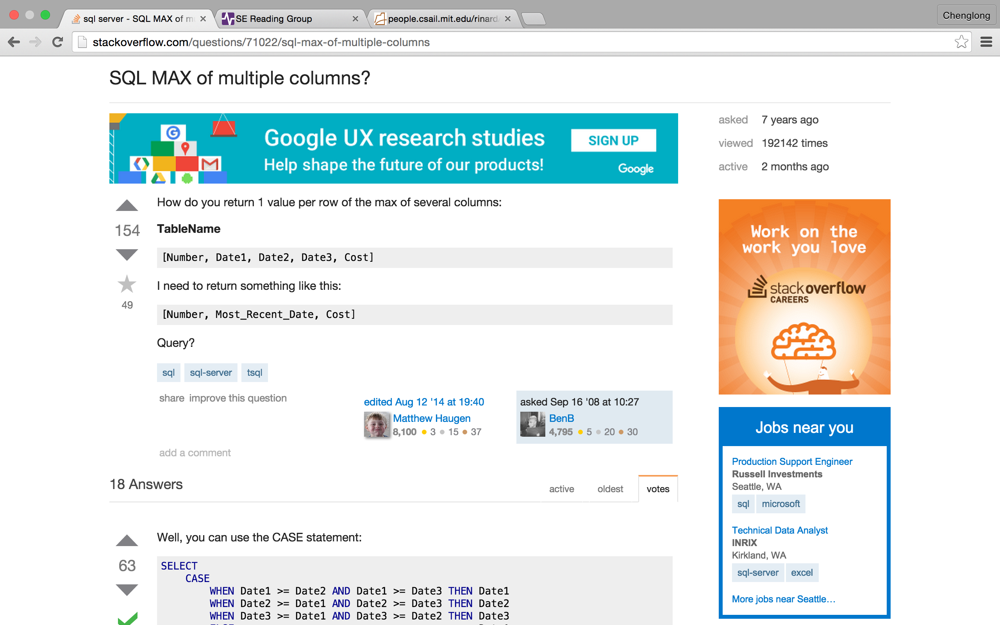 sql server - SQL MAX of mu
SE Reading Group
people.csail.mit.edu/rinard/
Chenglong
stackoverflow.com/questions/71022/sql-max-of-multiple-columns
SQL MAX of multiple columns?
Google UX research studies
Help shape the future of our products!
SIGN UP
Google
asked 7 years ago
viewed 192142 times
active 2 months ago
How do you return 1 value per row of the max of several columns:
154
TableName
[Number, Date1, Date2, Date3, Cost]
I need to return something like this:
49
[Number, Most_Recent_Date, Cost]
Query?
sql sql-server tsql
share improve this question
edited Aug 12 '14 at 19:40
Matthew Haugen
8,100 3 15 37
asked Sep 16 '08 at 10:27
BenB
4,795 5 20 30
add a comment
Work on the
work you love
stackoverflow
CAREERS
Jobs near you
Production Support Engineer
Russell Investments
Seattle, WA
sql microsoft
Technical Data Analyst
INRIX
Kirkland, WA
sql-server excel
More jobs near Seattle...
18 Answers
active oldest votes
Well, you can use the CASE statement:
63
SELECT
CASE
WHEN Date1 >= Date2 AND Date1 >= Date3 THEN Date1
WHEN Date2 >= Date1 AND Date2 >= Date3 THEN Date2
WHEN Date3 >= Date1 AND Date3 >= Date2 THEN Date3